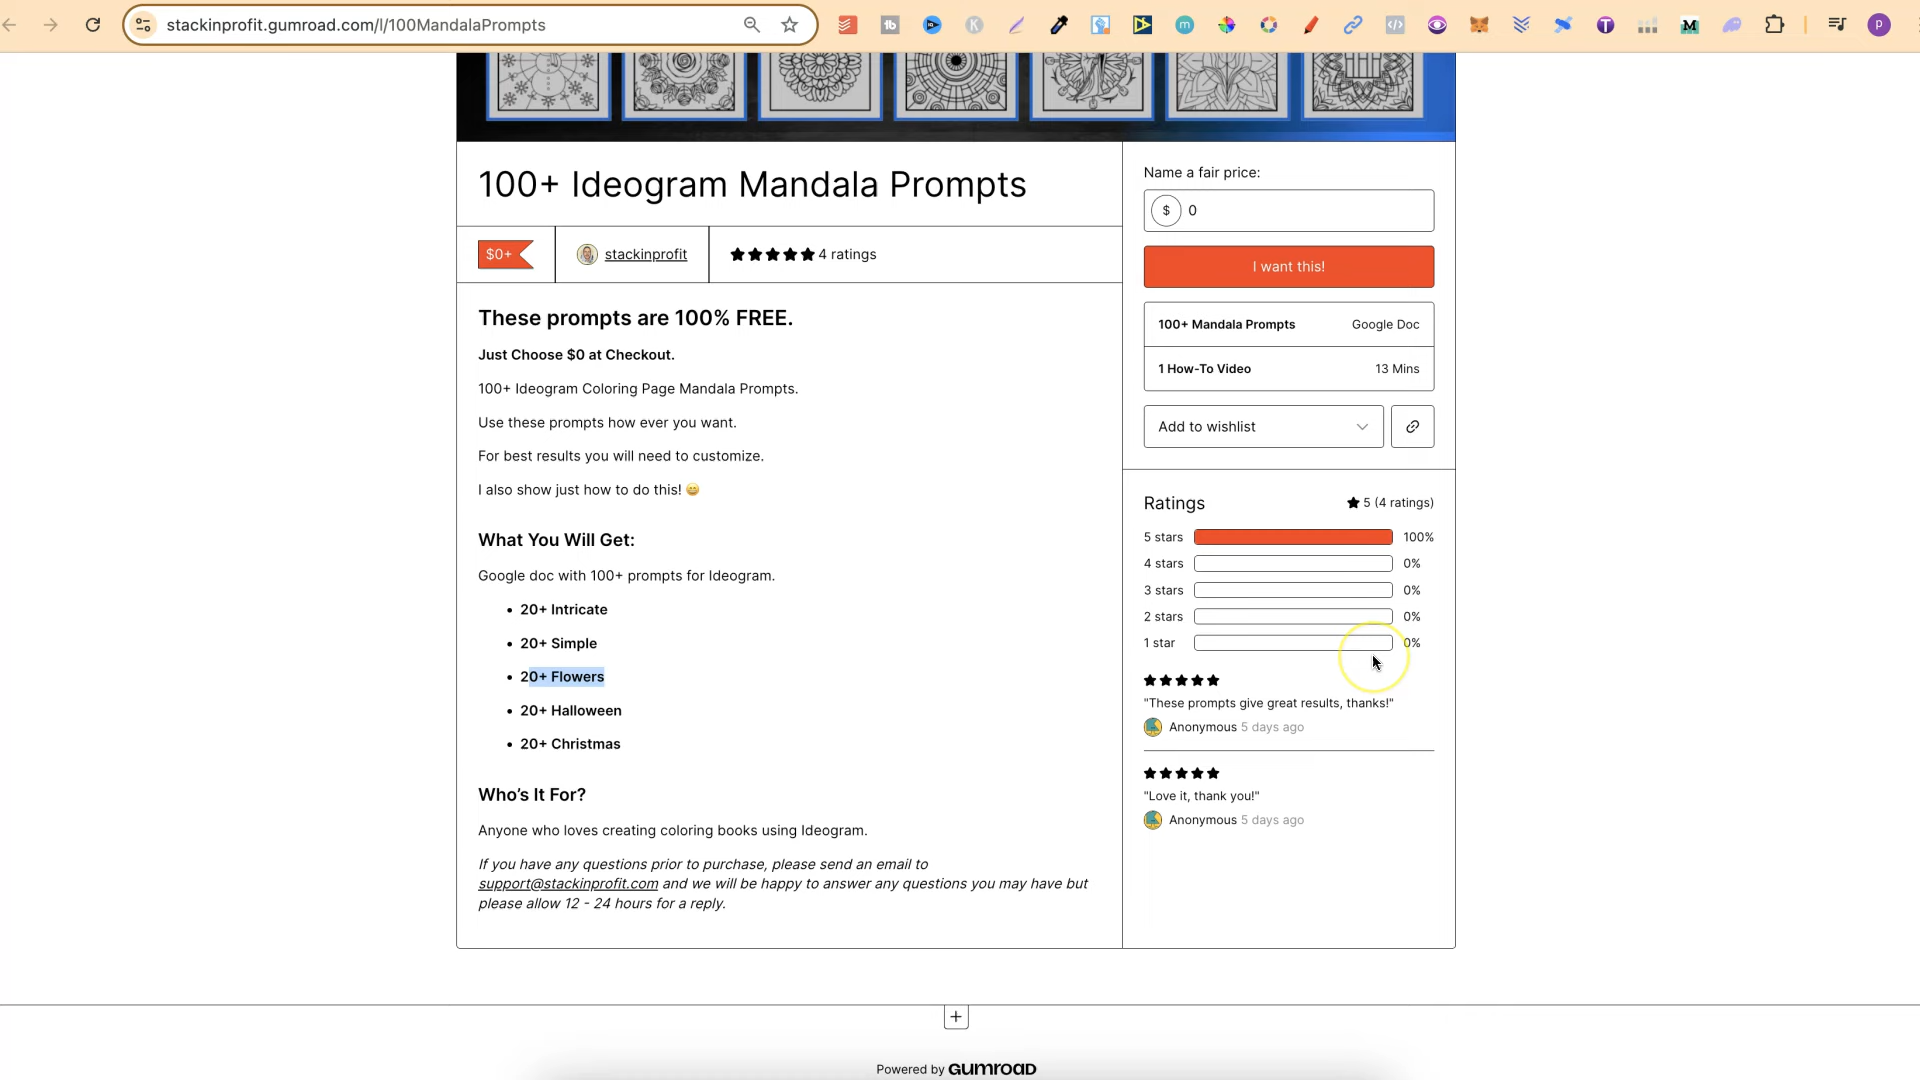 stackinprofit.gumroad.com/l/100MandalaPrompts
100+ Ideogram Mandala Prompts
$0+
stackinprofit
4 ratings
These prompts are 100% FREE.
Just Choose $0 at Checkout.
100+ Ideogram Coloring Page Mandala Prompts.
Use these prompts how ever you want.
For best results you will need to customize.
I also show just how to do this! 😄
What You Will Get:
Google doc with 100+ prompts for Ideogram.
• 20+ Intricate
• 20+ Simple
• 20+ Flowers
• 20+ Halloween
• 20+ Christmas
Who's It For?
Anyone who loves creating coloring books using Ideogram.
If you have any questions prior to purchase, please send an email to
support@stackinprofit.com and we will be happy to answer any questions you may have but
please allow 12 - 24 hours for a reply.
Name a fair price:
$ 0
I want this!
100+ Mandala Prompts Google Doc
1 How-To Video 13 Mins
Add to wishlist
Ratings ★ 5 (4 ratings)
5 stars 100%
4 stars 0%
3 stars 0%
2 stars 0%
1 star 0%
"These prompts give great results, thanks!"
Anonymous 5 days ago
"Love it, thank you!"
Anonymous 5 days ago
Powered by GUMROAD